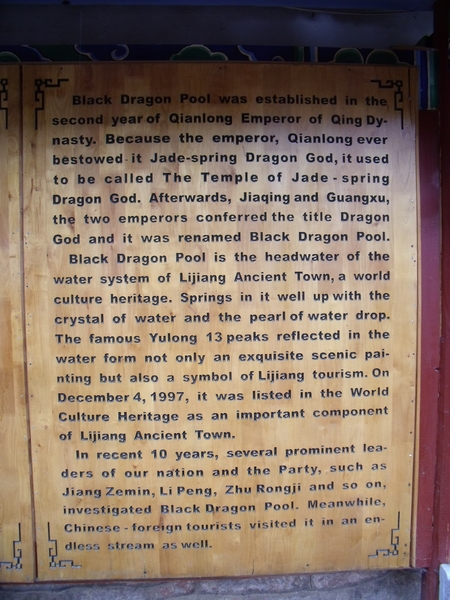 Black Dragon Pool was established in the
second year of Qianlong Emperor of Qing Dy-
nasty. Because the emperor, Qianlong ever
bestowed it Jade-spring Dragon God, it used
to be called The Temple of Jade-spring
Dragon God. Afterwards, Jiaqing and Guangxu,
the two emperors conferred the title Dragon
God and it was renamed Black Dragon Pool.
Black Dragon Pool is the headwater of the
water system of Lijiang Ancient Town, a world
culture heritage. Springs in it well up with the
crystal of water and the pearl of water drop.
The famous Yulong 13 peaks reflected in the
water form not only an exquisite scenic pai-
nting but also a symbol of Lijiang tourism. On
December 4, 1997, it was listed in the World
Culture Heritage as an important component
of Lijiang Ancient Town.
In recent 10 years, several prominent lea-
ders of our nation and the Party, such as
Jiang Zemin, Li Peng, Zhu Rongji and so on,
investigated Black Dragon Pool. Meanwhile,
Chinese-foreign tourists visited it in an en-
dless stream as well.